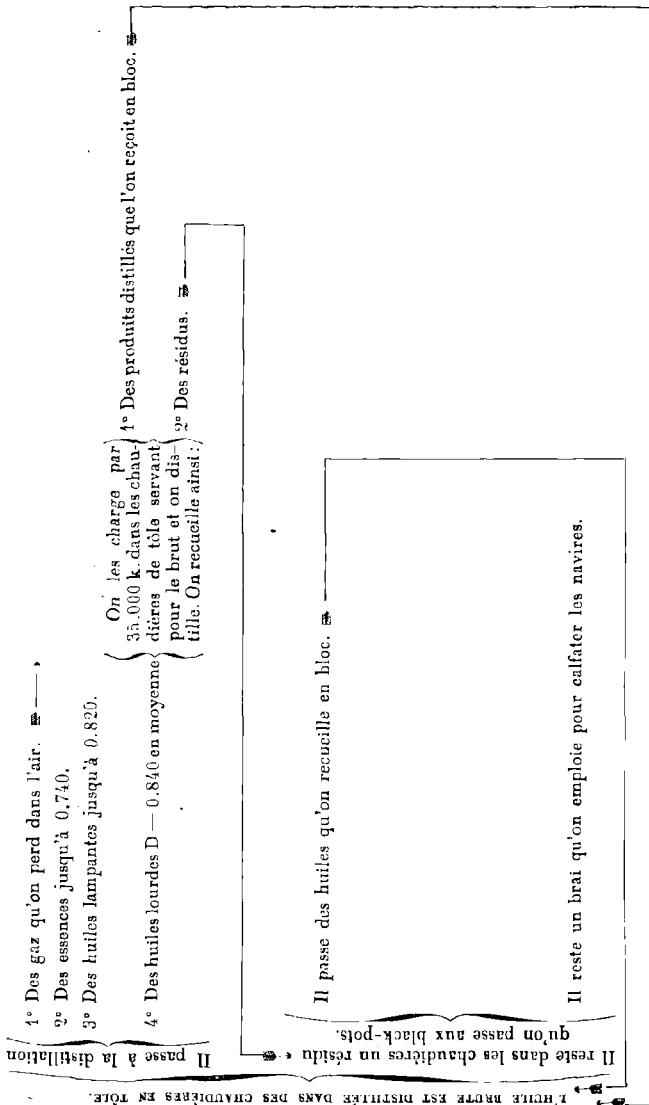 L'HUILE BRUTE EST DISTILLÉE DANS DES CHAUDIÈRES EN TÔLE.
Il passe à la distillation
1° Des gaz qu'on perd dans l'air.
2° Des essences jusqu'à 0,740.
3° Des huiles lampantes jusqu'à 0.820.
4° Des huiles lourdes D — 0.840 en moyenne
On les charge par
35.000 k. dans les chau-
dières de tôle servant
pour le brut et on dis-
tille. On recueille ainsi :
1° Des produits distillés que l'on reçoit en bloc.
2° Des résidus.
Il reste dans les chaudières un résidu
qu'on passe aux black-pots.
Il passe des huiles qu'on recueille en bloc.
Il reste un brai qu'on emploie pour calfater les navires.